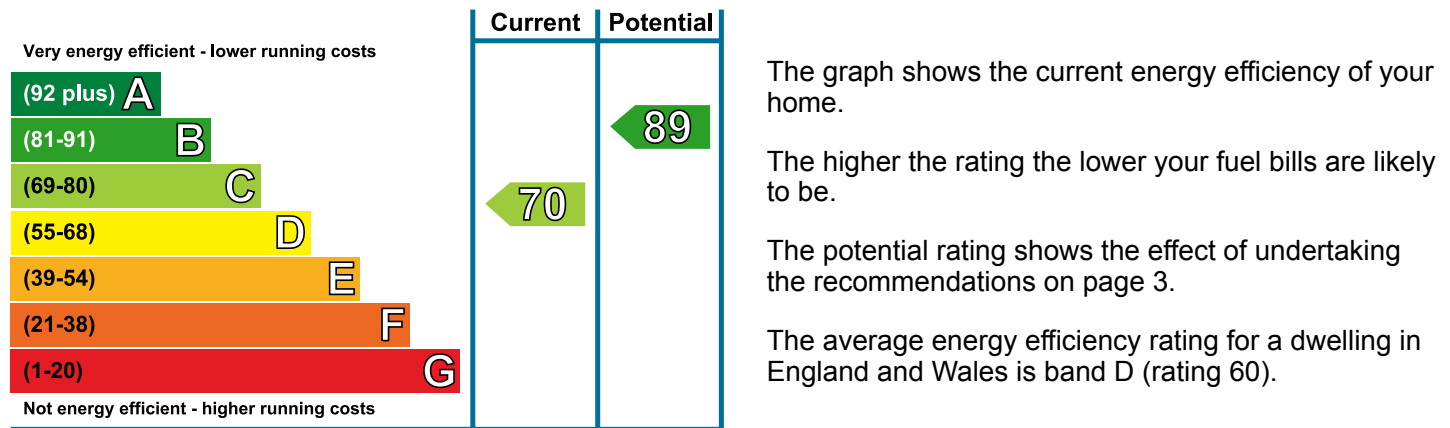 Current Potential
Very energy efficient - lower running costs
(92 plus) A
(81-91) B
89
(69-80) C
70
(55-68) D
(39-54) E
(21-38) F
(1-20) G
Not energy efficient - higher running costs
The graph shows the current energy efficiency of your
home.
The higher the rating the lower your fuel bills are likely
to be.
The potential rating shows the effect of undertaking
the recommendations on page 3.
The average energy efficiency rating for a dwelling in
England and Wales is band D (rating 60).